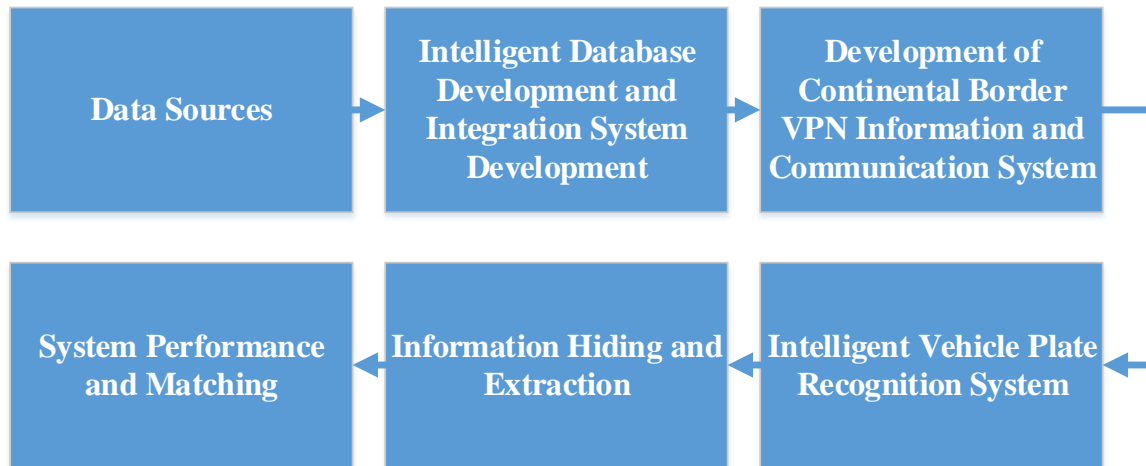 Data Sources
Intelligent Database
Development and
Integration System
Development
Development of
Continental Border
VPN Information and
Communication System
Intelligent Vehicle Plate
Recognition System
Information Hiding and
Extraction
System Performance
and Matching